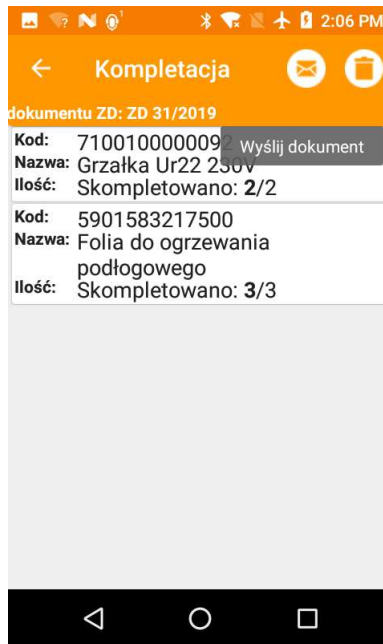 2:06 PM
Kompletacja
dokumentu ZD: ZD 31/2019
Kod: 7100100000092
Wyślij dokument
Nazwa: Grzałka Ur22 230V
Ilość: Skompletowano: 2/2
Kod: 5901583217500
Nazwa: Folia do ogrzewania
podłogowego
Ilość: Skompletowano: 3/3